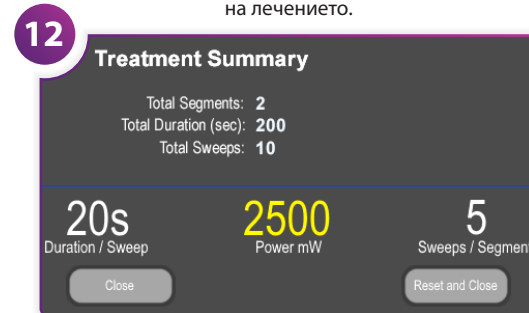 на лечението.
12
Treatment Summary
Total Segments: 2
Total Duration (sec): 200
Total Sweeps: 10
20s
Duration / Sweep
2500
Power mW
5
Sweeps / Segment
Close
Reset and Close